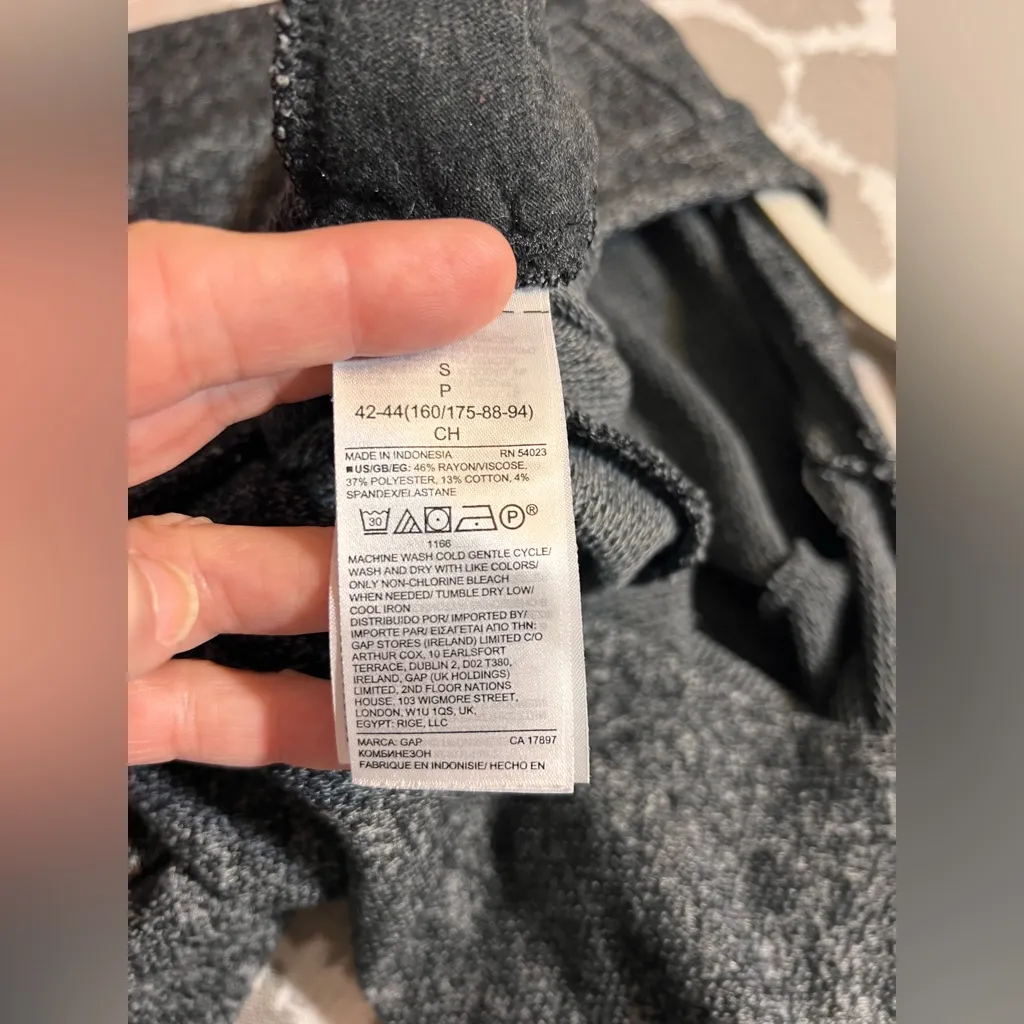 S
P
42-44(160/175-88-94)
CH
MADE IN INDONESIA RN 54023
■US/GB/EG: 46% RAYON/VISCOSE,
37% POLYESTER, 13% COTTON, 4%
SPANDEX/ELASTANE
30 P®
1166
MACHINE WASH COLD GENTLE CYCLE/
WASH AND DRY WITH LIKE COLORS/
ONLY NON-CHLORINE BLEACH
WHEN NEEDED/ TUMBLE DRY LOW/
COOL IRON
DISTRIBUIDO POR/ IMPORTED BY/
IMPORTE PAR/ ΕΙΣΑΓΕΤΑΙ ΑΠΟ ΤΗΝ:
GAP STORES (IRELAND) LIMITED C/O
ARTHUR COX, 10 EARLSFORT
TERRACE, DUBLIN 2, D02 T380,
IRELAND, GAP (UK HOLDINGS)
LIMITED, 2ND FLOOR NATIONS
HOUSE, 103 WIGMORE STREET,
LONDON, W1U 1QS, UK,
EGYPT: RIGE, LLC
MARCA: GAP CA 17897
КОМБИНЕЗОН
FABRIQUE EN INDONISIE/ HECHO EN